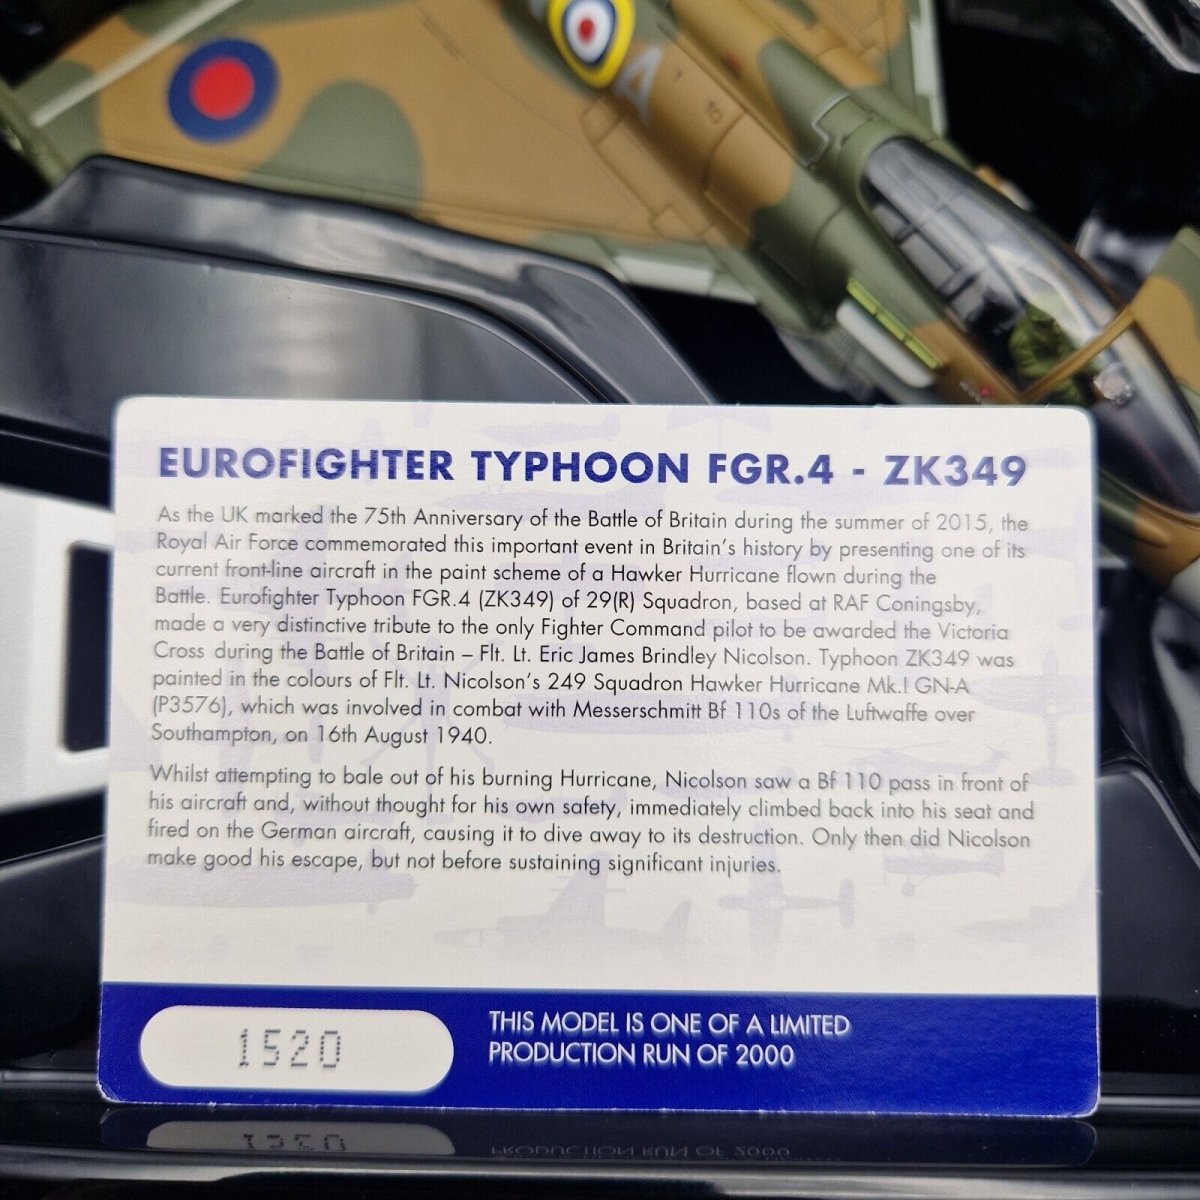 A
EUROFIGHTER TYPHOON FGR.4 - ZK349
As the UK marked the 75th Anniversary of the Battle of Britain during the summer of 2015, the
Royal Air Force commemorated this important event in Britain's history by presenting one of its
current front-line aircraft in the paint scheme of a Hawker Hurricane flown during the
Battle. Eurofighter Typhoon FGR.4 (ZK349) of 29(R) Squadron, based at RAF Coningsby,
made a very distinctive tribute to the only Fighter Command pilot to be awarded the Victoria
Cross during the Battle of Britain – Flt. Lt. Eric James Brindley Nicolson. Typhoon ZK349 was
painted in the colours of Flt. Lt. Nicolson's 249 Squadron Hawker Hurricane Mk.I GN-A
(P3576), which was involved in combat with Messerschmitt Bf 110s of the Luftwaffe over
Southampton, on 16th August 1940.
Whilst attempting to bale out of his burning Hurricane, Nicolson saw a Bf 110 pass in front of
his aircraft and, without thought for his own safety, immediately climbed back into his seat and
fired on the German aircraft, causing it to dive away to its destruction. Only then did Nicolson
make good his escape, but not before sustaining significant injuries.
1520
THIS MODEL IS ONE OF A LIMITED
PRODUCTION RUN OF 2000